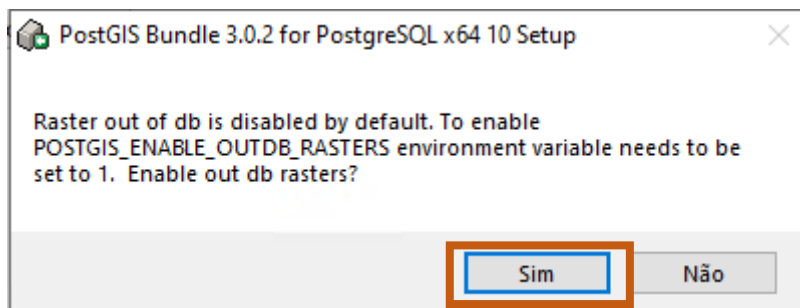 PostGIS Bundle 3.0.2 for PostgreSQL x64 10 Setup
Raster out of db is disabled by default. To enable
POSTGIS_ENABLE_OUTDB_RASTERS environment variable needs to be
set to 1.  Enable out db rasters?
Sim
Não